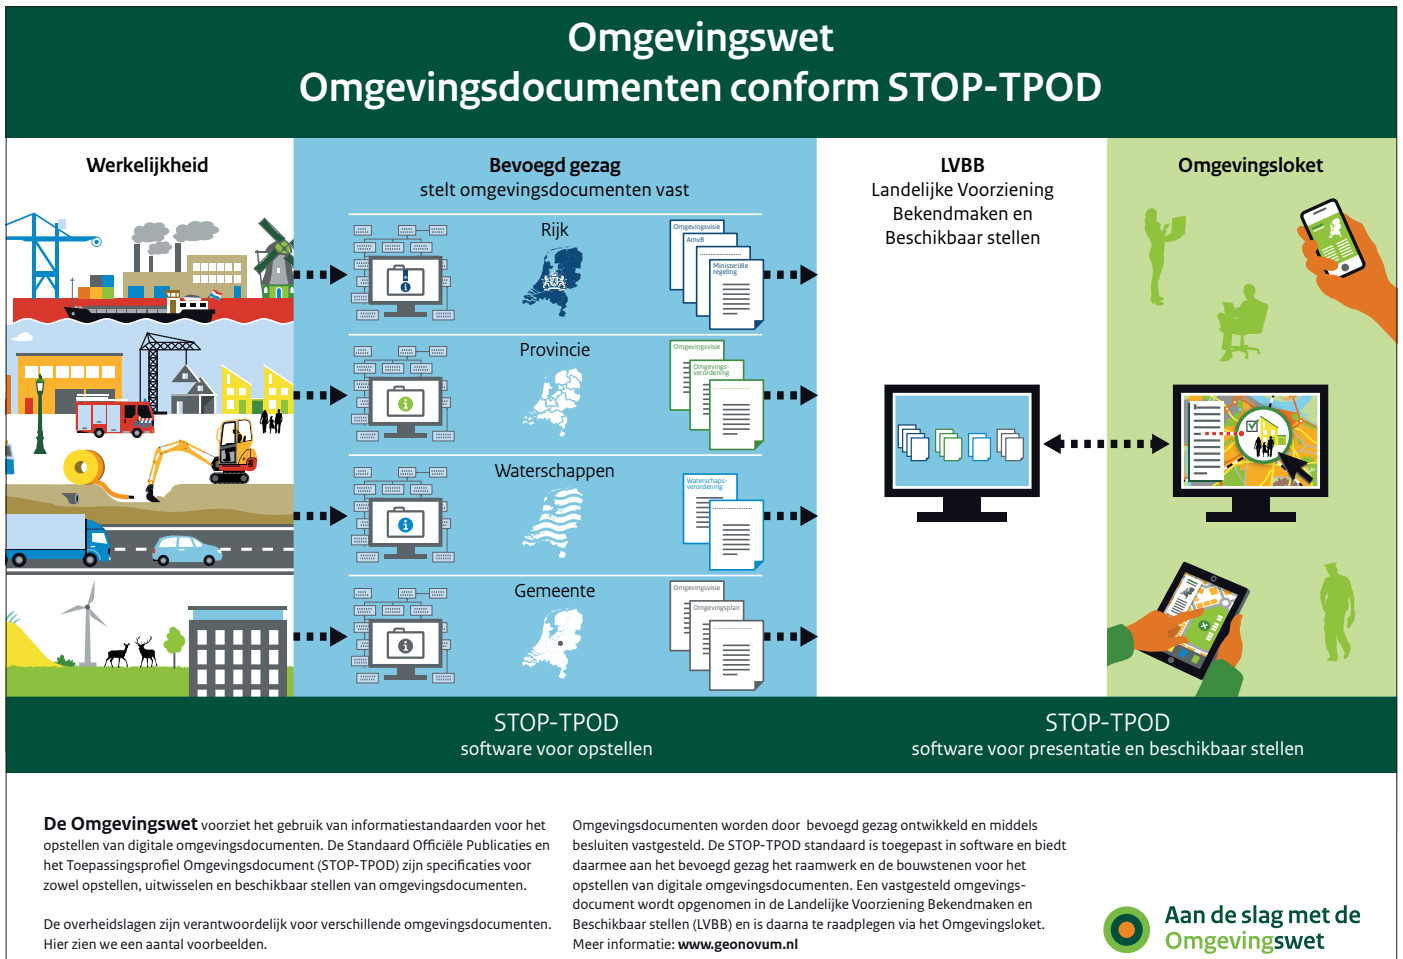 Omgevingswet
Omgevingsdocumenten conform STOP-TPOD
Werkelijkheid
Bevoegd gezag
stelt omgevingsdocumenten vast
Rijk
Omgevingsvisie
AmvB
Ministeriële
regeling
Provincie
Omgevingsvisie
Omgevings-
verordening
Waterschappen
Waterschaps-
verordening
Gemeente
Omgevingsvisie
Omgevingsplan
LVBB
Landelijke Voorziening
Bekendmaken en
Beschikbaar stellen
Omgevingsloket
STOP-TPOD
software voor opstellen
STOP-TPOD
software voor presentatie en beschikbaar stellen
De Omgevingswet voorziet het gebruik van informatiestandaarden voor het
opstellen van digitale omgevingsdocumenten. De Standaard Officiële Publicaties en
het Toepassingsprofiel Omgevingsdocument (STOP-TPOD) zijn specificaties voor
zowel opstellen, uitwisselen en beschikbaar stellen van omgevingsdocumenten.
De overheidslagen zijn verantwoordelijk voor verschillende omgevingsdocumenten.
Hier zien we een aantal voorbeelden.
Omgevingsdocumenten worden door bevoegd gezag ontwikkeld en middels
besluiten vastgesteld. De STOP-TPOD standaard is toegepast in software en biedt
daarmee aan het bevoegd gezag het raamwerk en de bouwstenen voor het
opstellen van digitale omgevingsdocumenten. Een vastgesteld omgevings-
document wordt opgenomen in de Landelijke Voorziening Bekendmaken en
Beschikbaar stellen (LVBB) en is daarna te raadplegen via het Omgevingsloket.
Meer informatie: www.geonovum.nl
Aan de slag met de
Omgevingswet